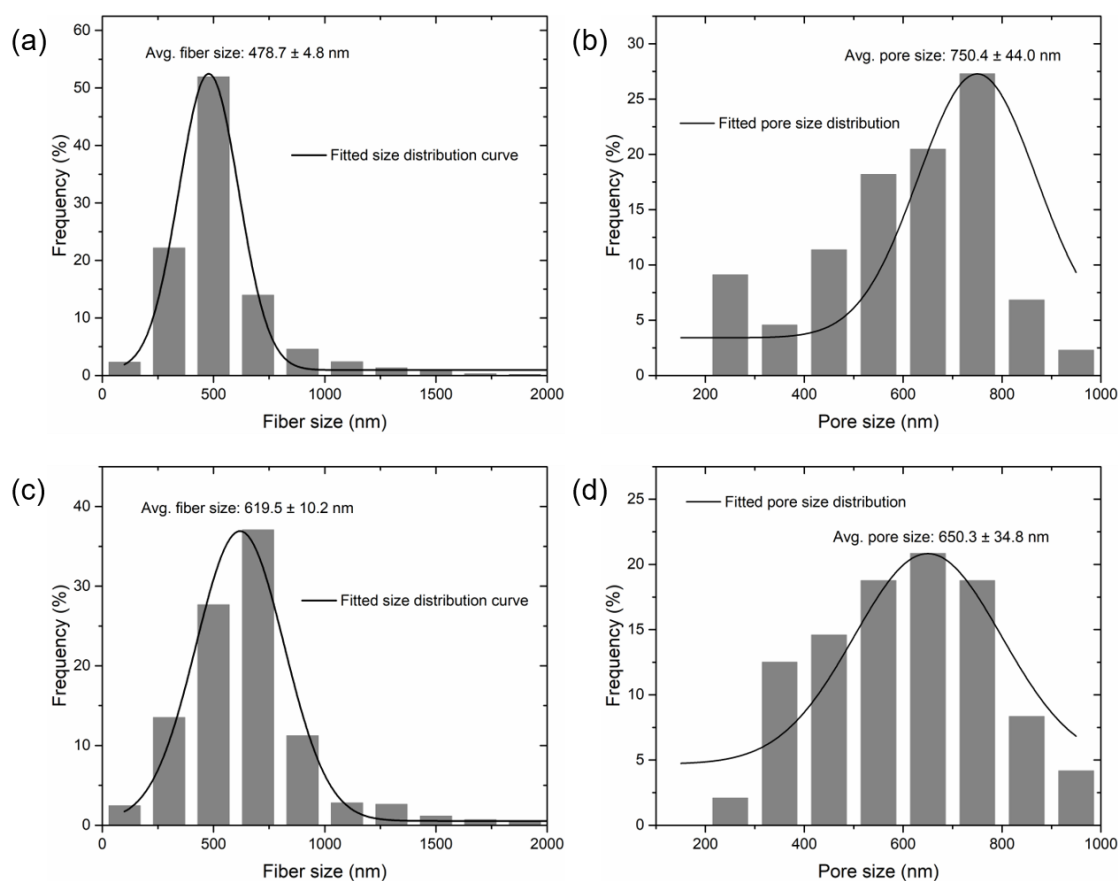 (a)
Avg. fiber size: 478.7 ± 4.8 nm
Fitted size distribution curve
Frequency (%)
60
50
40
30
20
10
0
0
500
1000
1500
2000
Fiber size (nm)
(b)
Avg. pore size: 750.4 ± 44.0 nm
Fitted pore size distribution
Frequency (%)
30
25
20
15
10
5
0
200
400
600
800
1000
Pore size (nm)
(c)
Avg. fiber size: 619.5 ± 10.2 nm
Fitted size distribution curve
Frequency (%)
40
30
20
10
0
0
500
1000
1500
2000
Fiber size (nm)
(d)
Fitted pore size distribution
Avg. pore size: 650.3 ± 34.8 nm
Frequency (%)
25
20
15
10
5
0
200
400
600
800
1000
Pore size (nm)